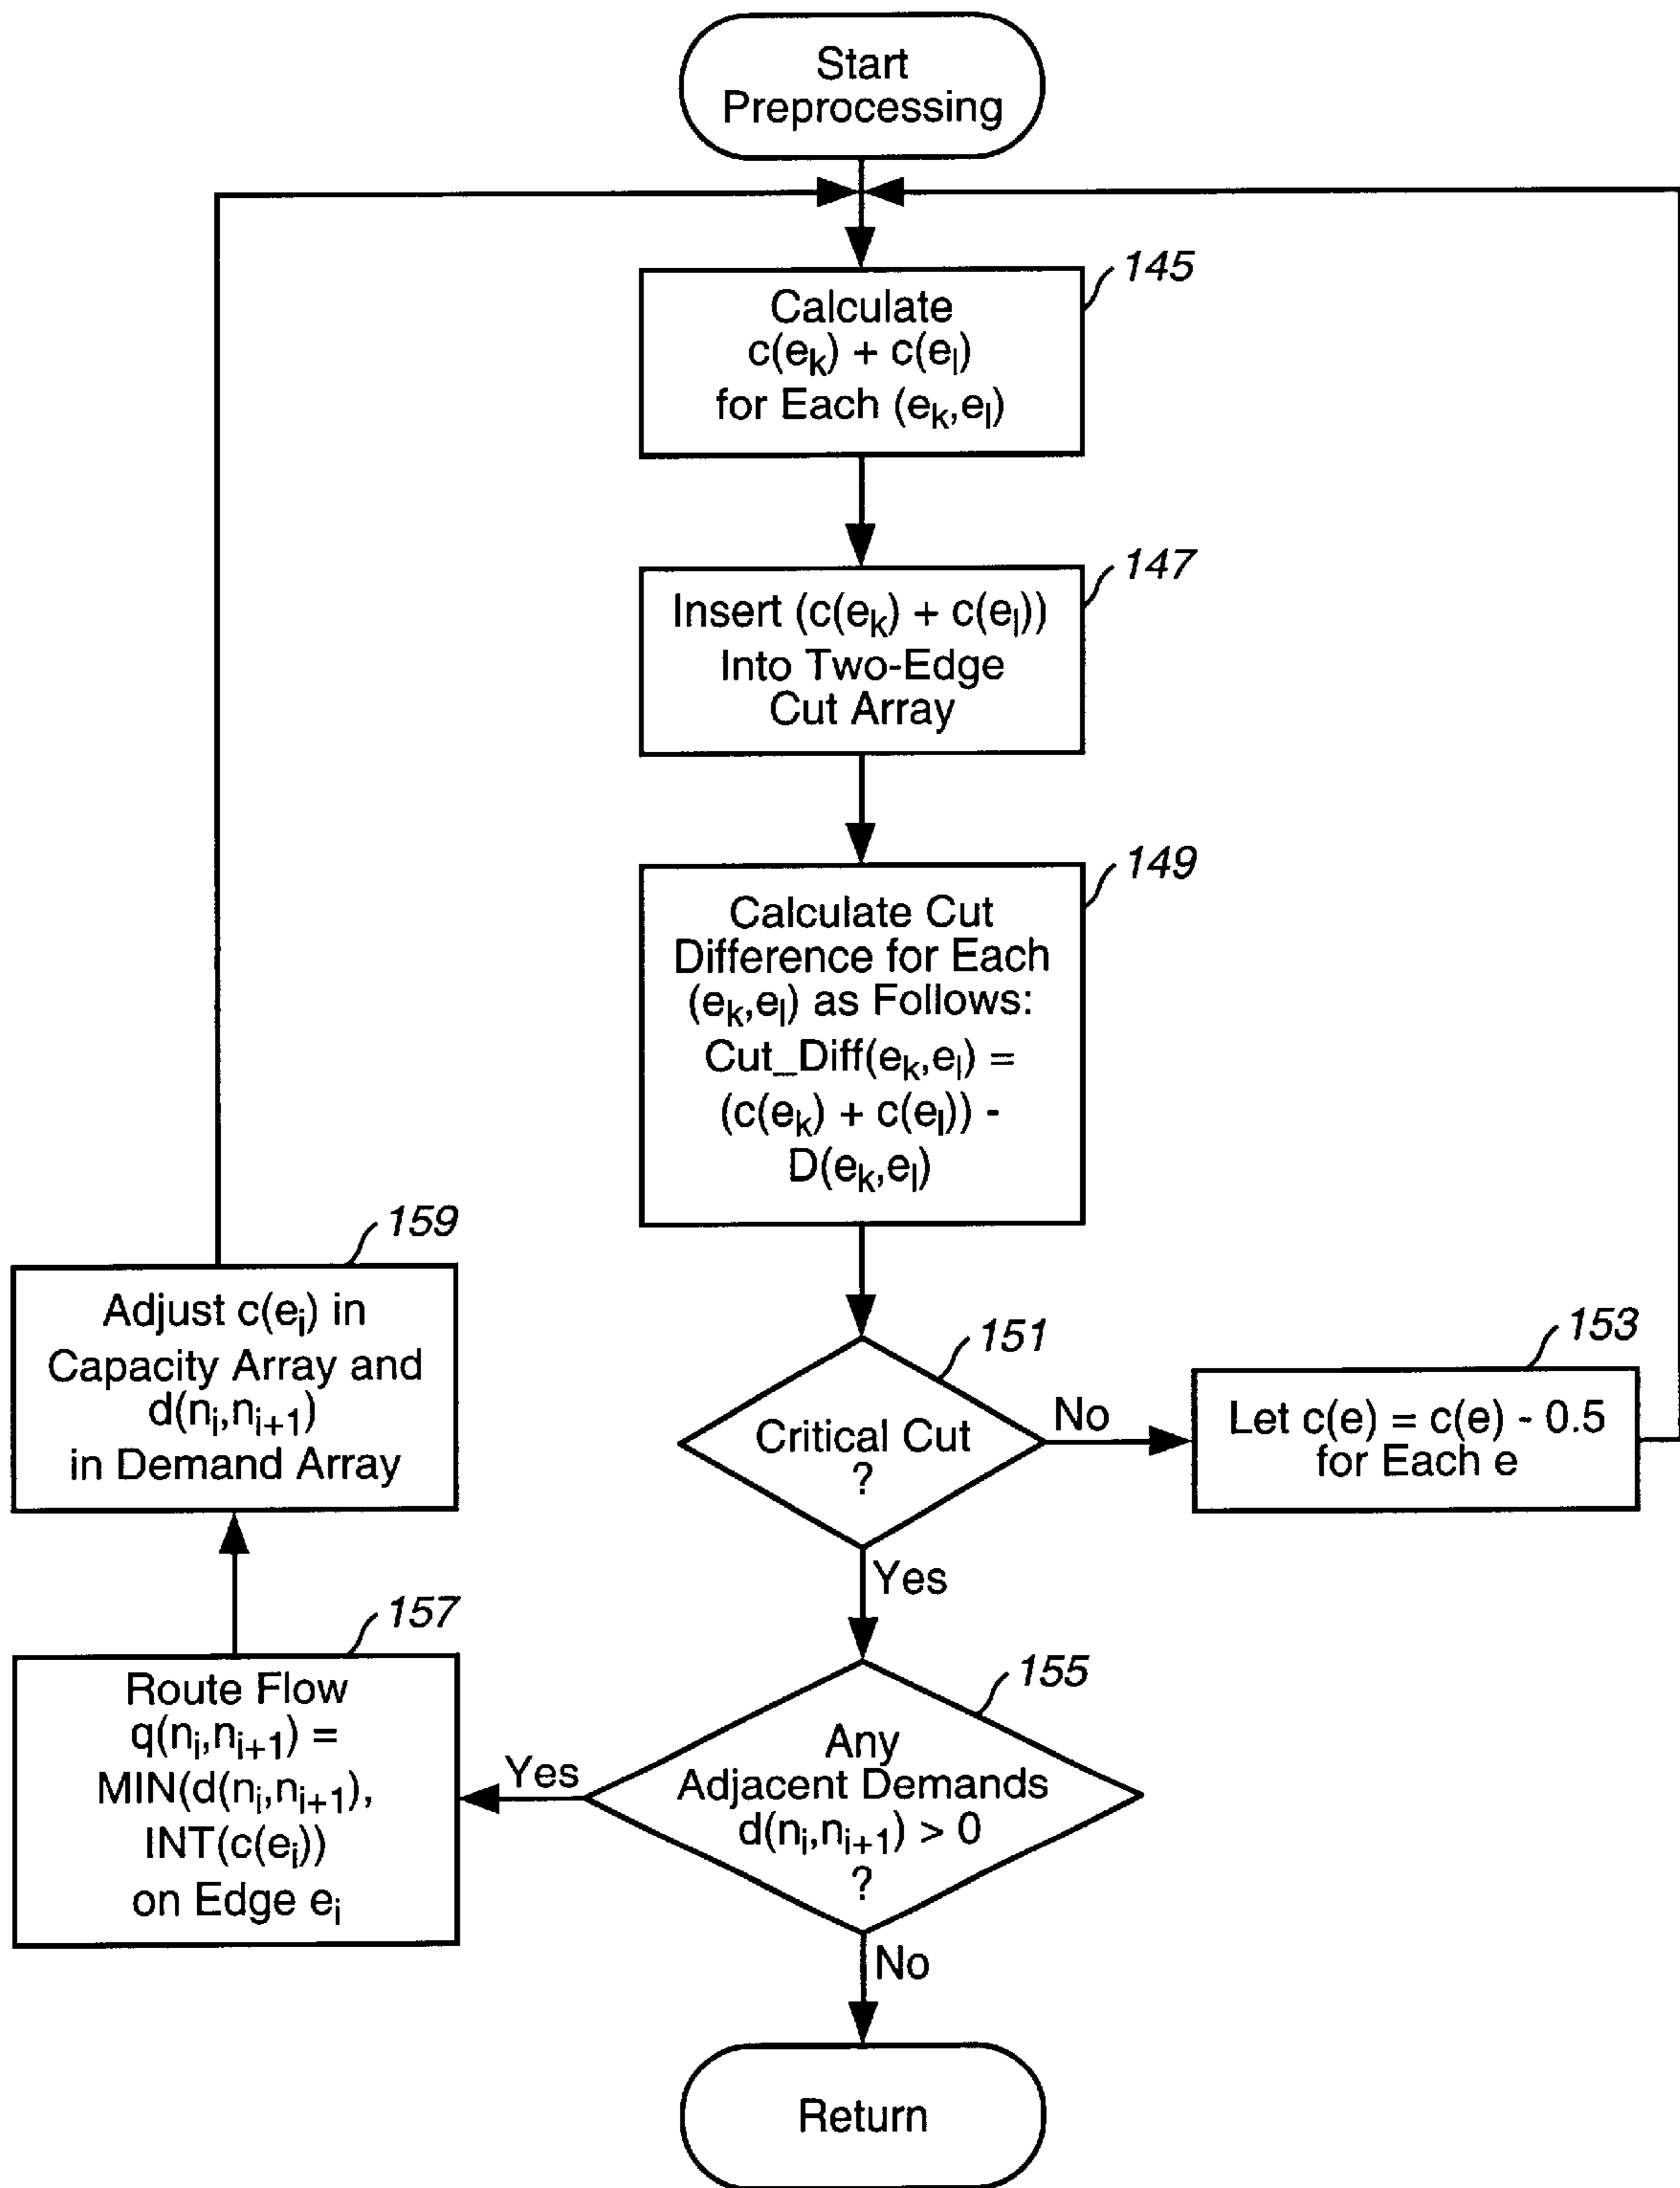 Start
Preprocessing
145
Calculate
c(eₖ) + c(eₗ)
for Each (eₖ,eₗ)
147
Insert (c(eₖ) + c(eₗ))
Into Two-Edge
Cut Array
149
Calculate Cut
Difference for Each
(eₖ,eₗ) as Follows:
Cut_Diff(eₖ,eₗ) =
(c(eₖ) + c(eₗ)) -
D(eₖ,eₗ)
151
Critical Cut
?
No
Yes
153
Let c(e) = c(e) - 0.5
for Each e
155
Any
Adjacent Demands
d(nᵢ,nᵢ₊₁) > 0
?
Yes
No
157
Route Flow
q(nᵢ,nᵢ₊₁) =
MIN(d(nᵢ,nᵢ₊₁),
INT(c(eᵢ))
on Edge eᵢ
159
Adjust c(eᵢ) in
Capacity Array and
d(nᵢ,nᵢ₊₁)
in Demand Array
Return